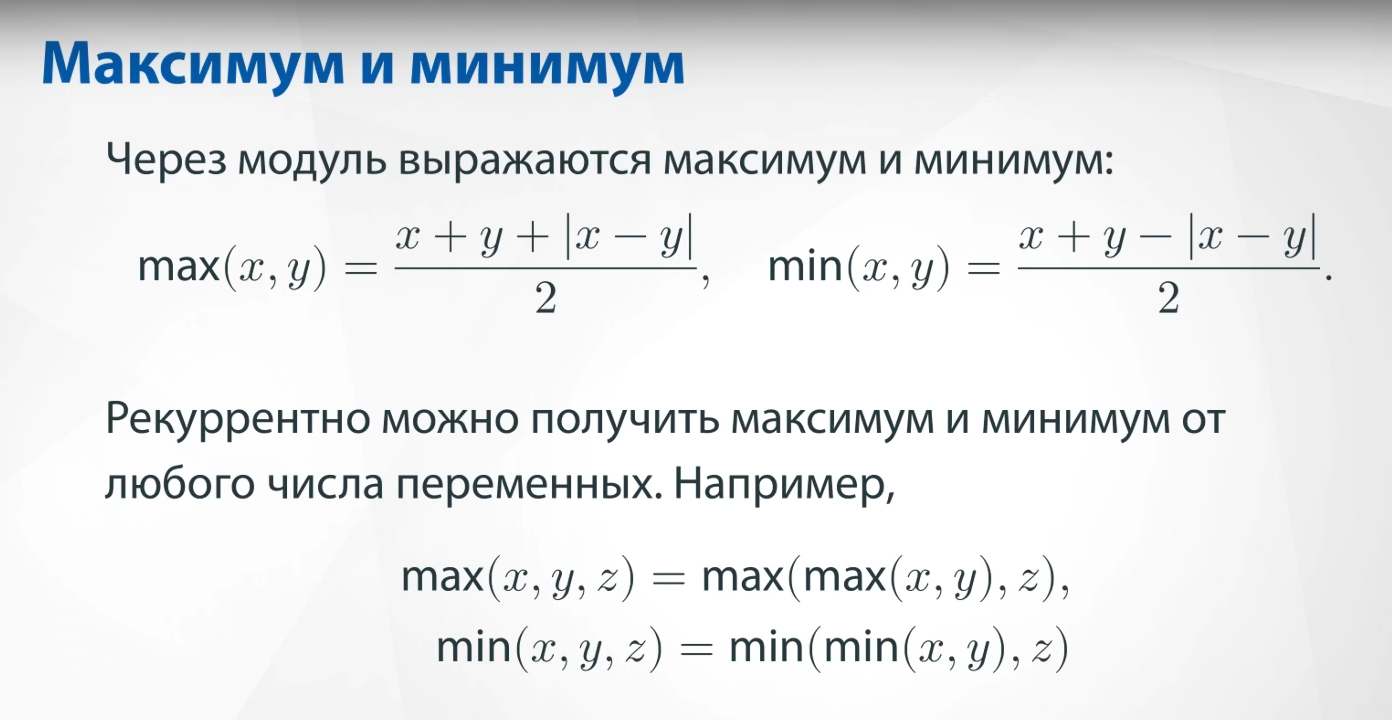 Максимум и минимум
Через модуль выражаются максимум и минимум:
max(x, y) = \frac{x + y + |x − y|}{2}, min(x, y) = \frac{x + y − |x − y|}{2}.
Рекуррентно можно получить максимум и минимум от
любого числа переменных. Например,
max(x, y, z) = max(max(x, y), z),
min(x, y, z) = min(min(x, y), z)